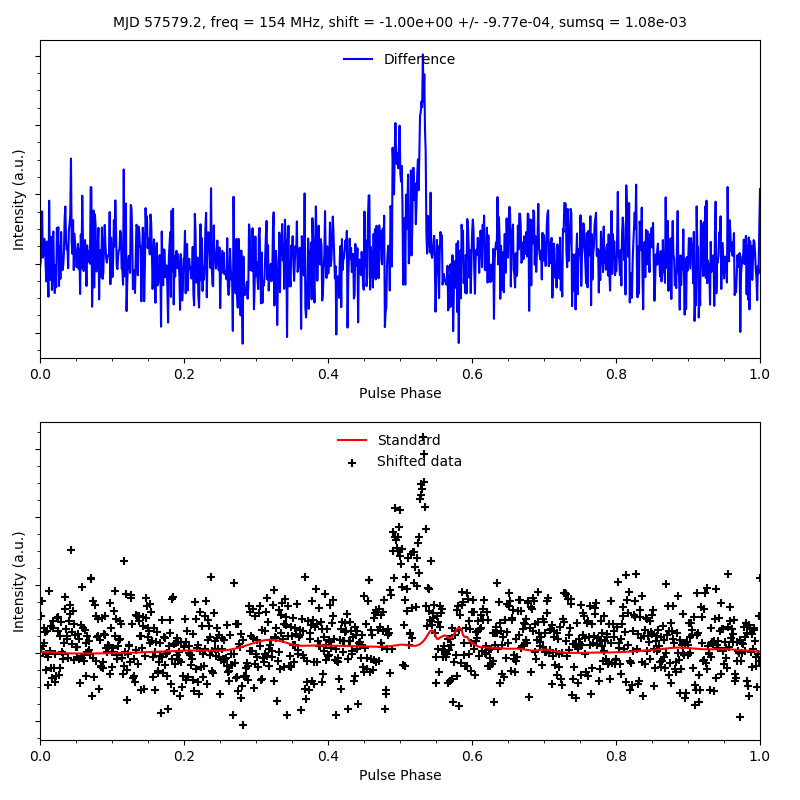 MJD 57579.2, freq = 154 MHz, shift = -1.00e+00 +/- -9.77e-04, sumsq = 1.08e-03
Difference
Intensity (a.u.)
0.0 0.2 0.4 0.6 0.8 1.0
Pulse Phase
Standard
Shifted data
Intensity (a.u.)
0.0 0.2 0.4 0.6 0.8 1.0
Pulse Phase